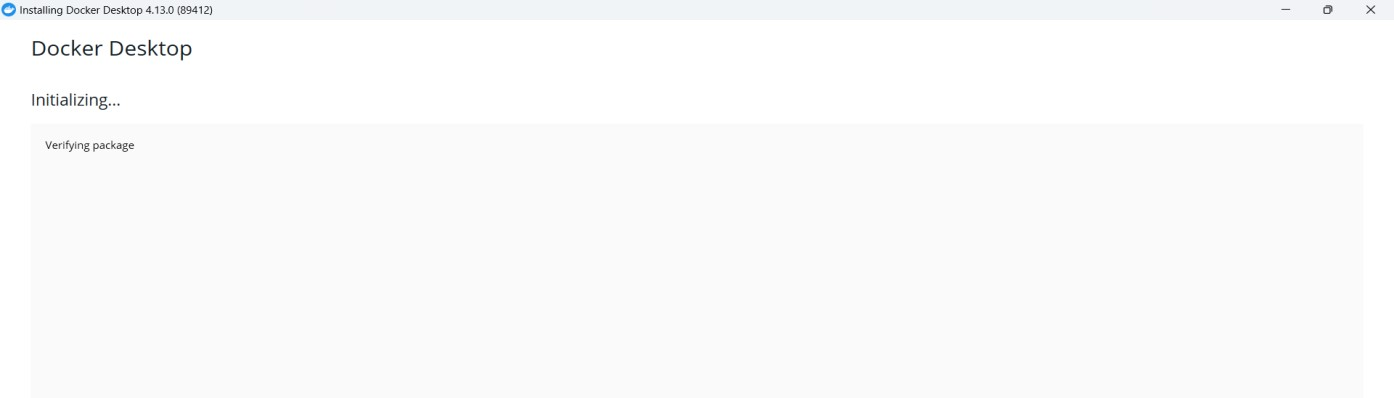 Installing Docker Desktop 4.13.0 (89412)
Docker Desktop
Initializing...
Verifying package